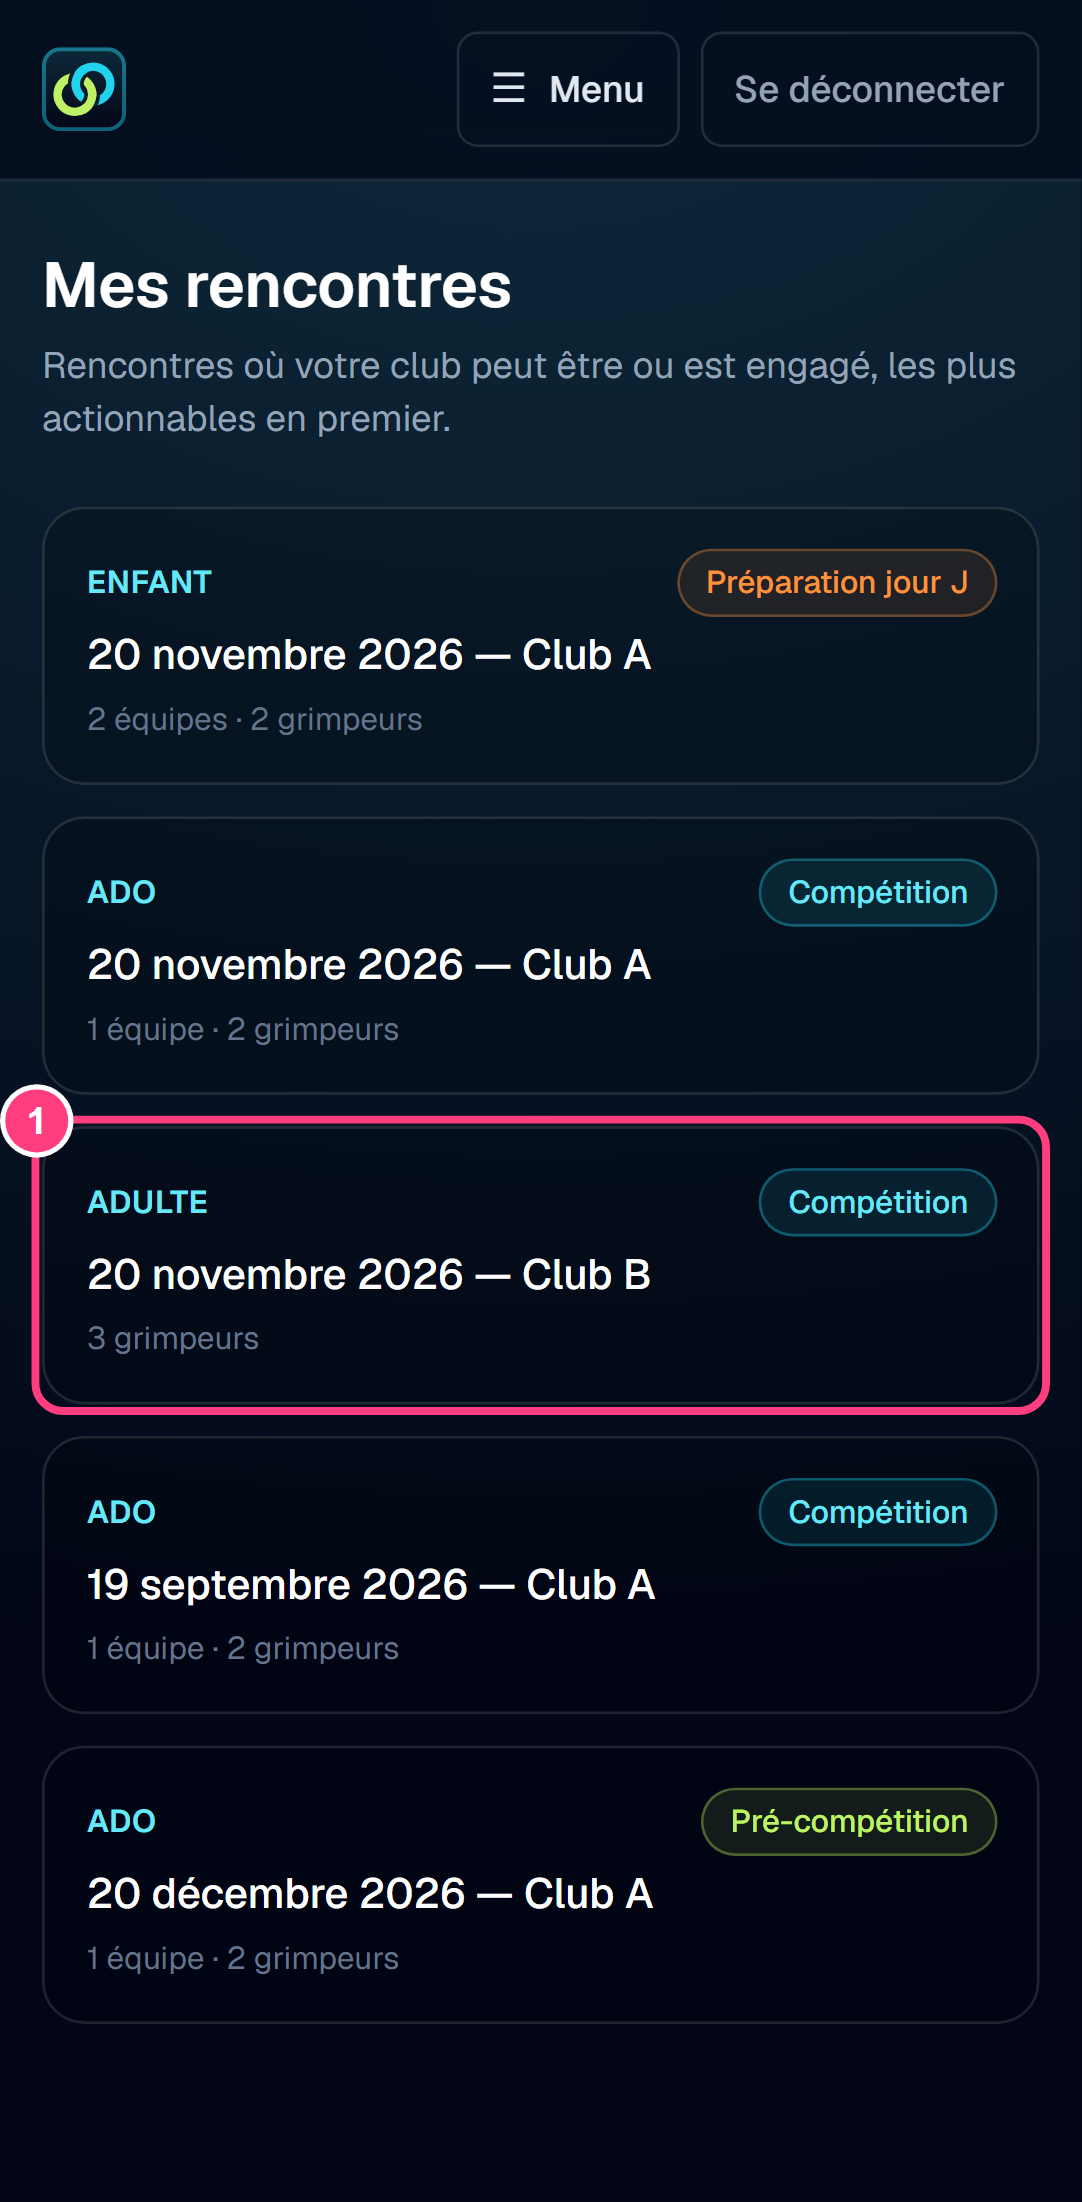 ☰ Menu
Se déconnecter
Mes rencontres
Rencontres où votre club peut être ou est engagé, les plus
actionnables en premier.
ENFANT
Préparation jour J
20 novembre 2026 — Club A
2 équipes · 2 grimpeurs
ADO
Compétition
20 novembre 2026 — Club A
1 équipe · 2 grimpeurs
1
ADULTE
Compétition
20 novembre 2026 — Club B
3 grimpeurs
ADO
Compétition
19 septembre 2026 — Club A
1 équipe · 2 grimpeurs
ADO
Pré-compétition
20 décembre 2026 — Club A
1 équipe · 2 grimpeurs